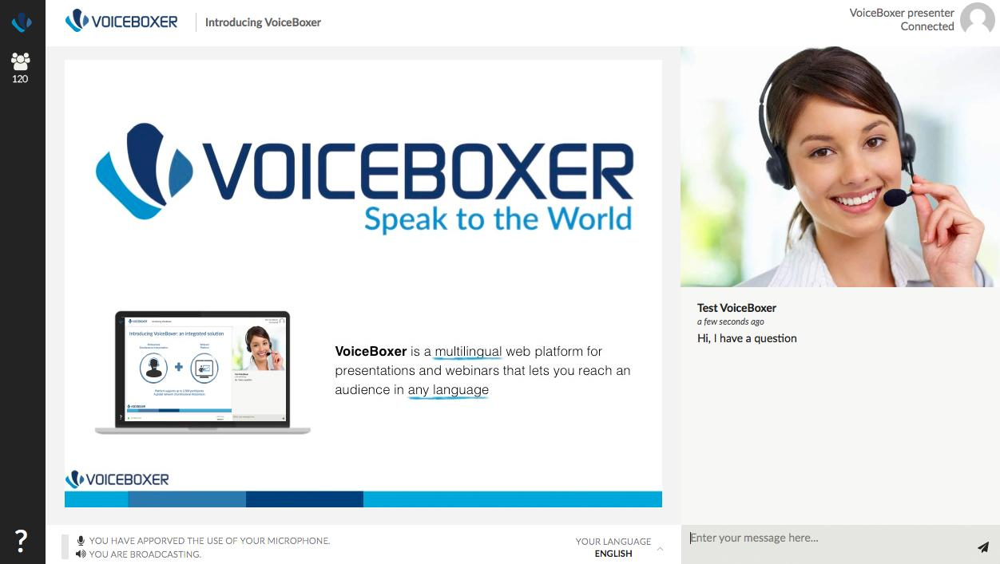 VOICEBOXER
Introducing VoiceBoxer
VoiceBoxer presenter
Connected
120
VOICEBOXER
Speak to the World
Introducing VoiceBoxer: an integrated solution
VoiceBoxer is a multilingual web platform for
presentations and webinars that lets you reach an
audience in any language
VOICEBOXER
Test VoiceBoxer
a few seconds ago
Hi, I have a question
?
YOU HAVE APPORVED THE USE OF YOUR MICROPHONE.
YOU ARE BROADCASTING.
YOUR LANGUAGE
ENGLISH
Enter your message here...